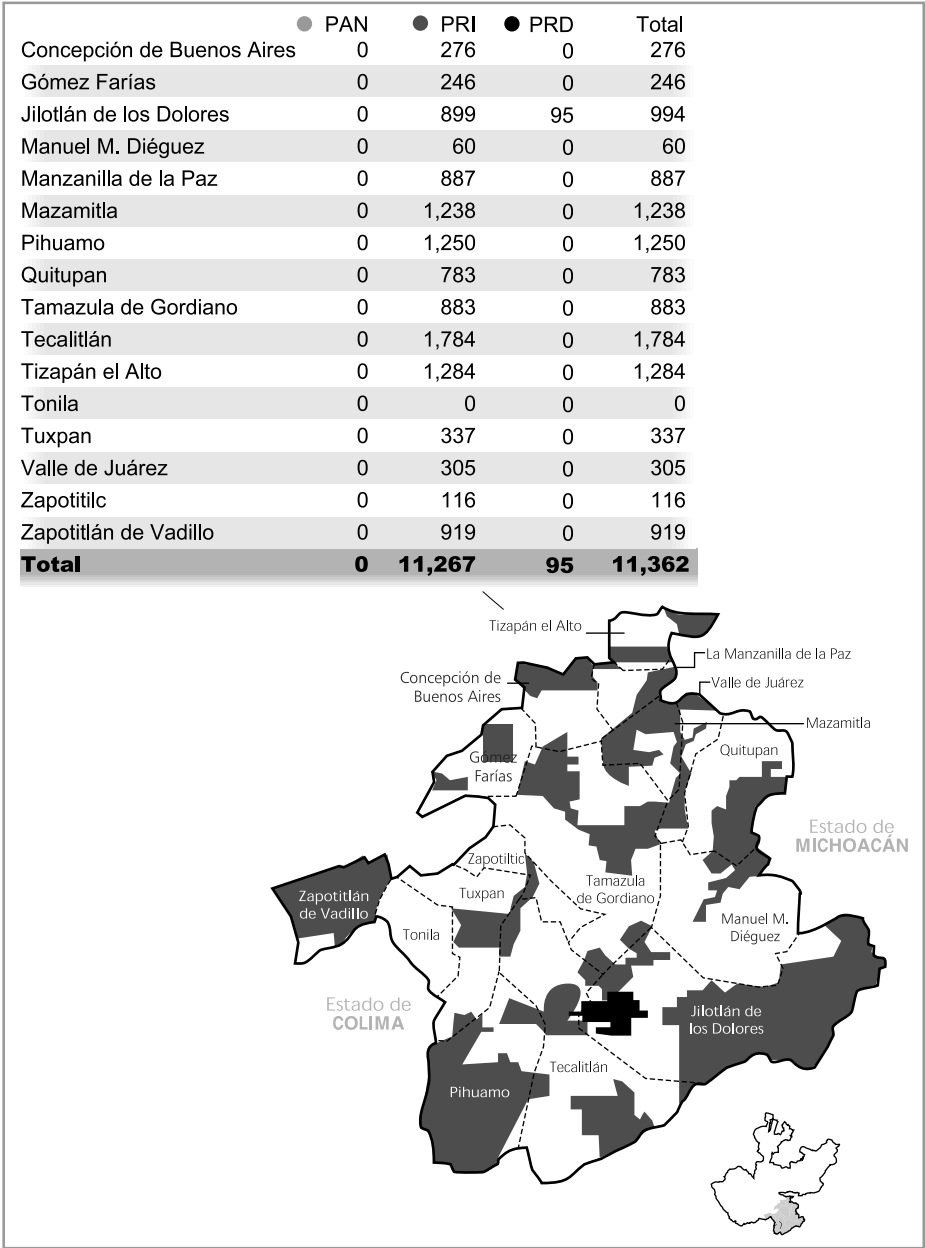 PAN PRI PRD Total
Concepción de Buenos Aires 0 276 0 276
Gómez Farías 0 246 0 246
Jilotlán de los Dolores 0 899 95 994
Manuel M. Diéguez 0 60 0 60
Manzanilla de la Paz 0 887 0 887
Mazamitla 0 1,238 0 1,238
Pihuamo 0 1,250 0 1,250
Quitupan 0 783 0 783
Tamazula de Gordiano 0 883 0 883
Tecalitlán 0 1,784 0 1,784
Tizapán el Alto 0 1,284 0 1,284
Tonila 0 0 0 0
Tuxpan 0 337 0 337
Valle de Juárez 0 305 0 305
Zapotitilc 0 116 0 116
Zapotitlán de Vadillo 0 919 0 919
Total 0 11,267 95 11,362
Tizapán el Alto
La Manzanilla de la Paz
Concepción de
Buenos Aires
Valle de Juárez
Mazamitla
Quitupan
Gómez
Farías
Estado de
MICHOACÁN
Zapotiltic
Tamazula
de Gordiano
Zapotitlán
de Vadillo
Tuxpan
Manuel M.
Diéguez
Tonila
Estado de
COLIMA
Jilotlán de
los Dolores
Tecalitlán
Pihuamo